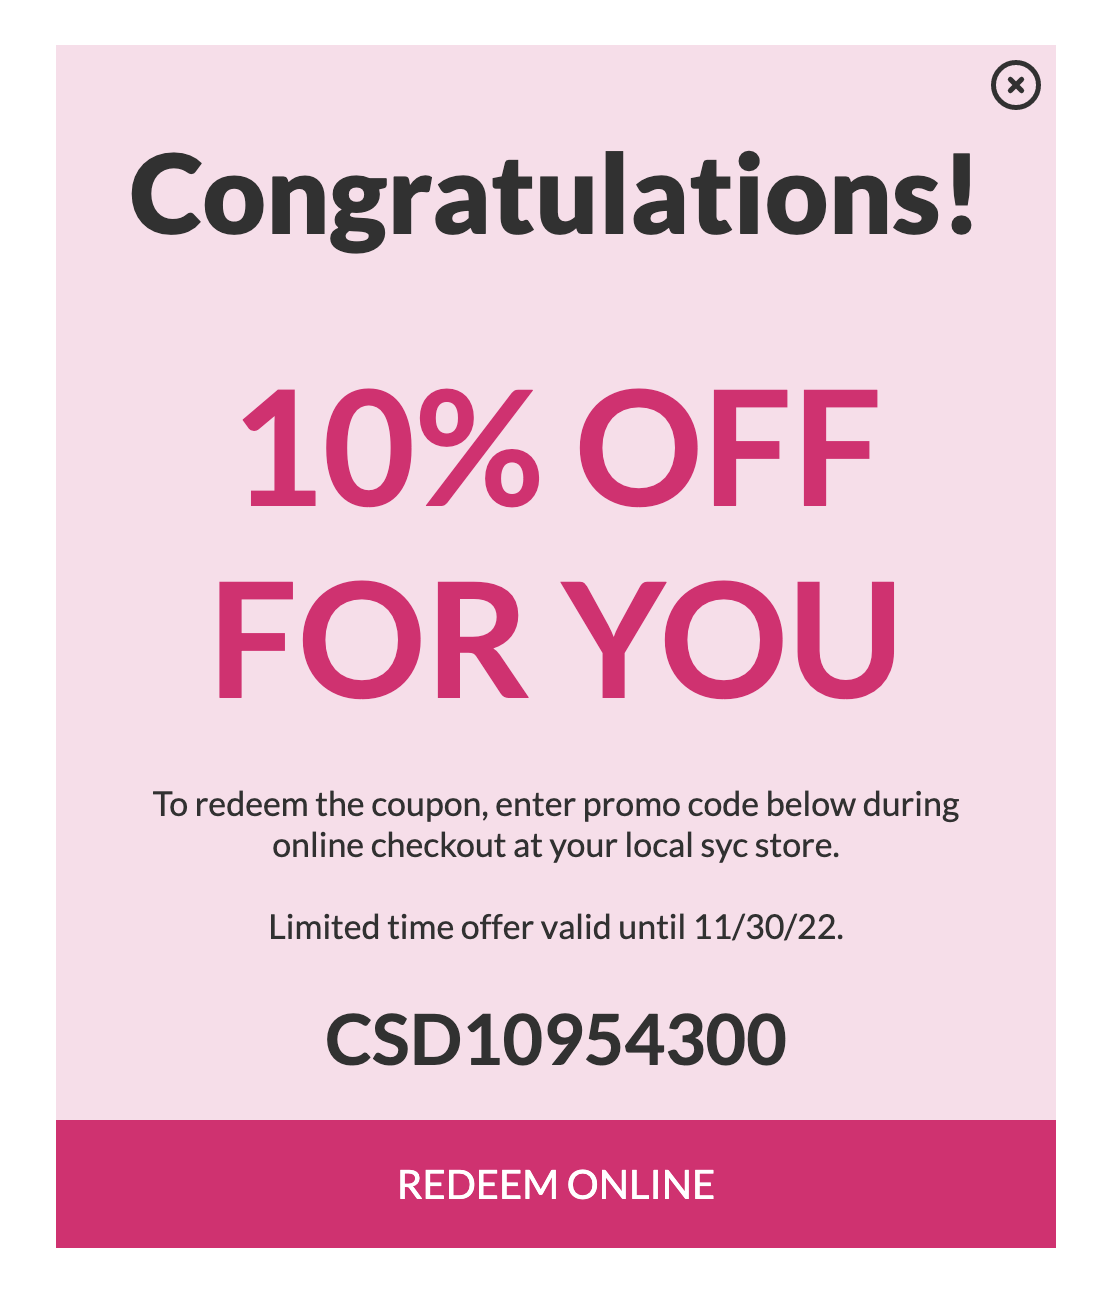 Congratulations!
10% OFF
FOR YOU
To redeem the coupon, enter promo code below during
online checkout at your local syc store.
Limited time offer valid until 11/30/22.
CSD10954300
REDEEM ONLINE